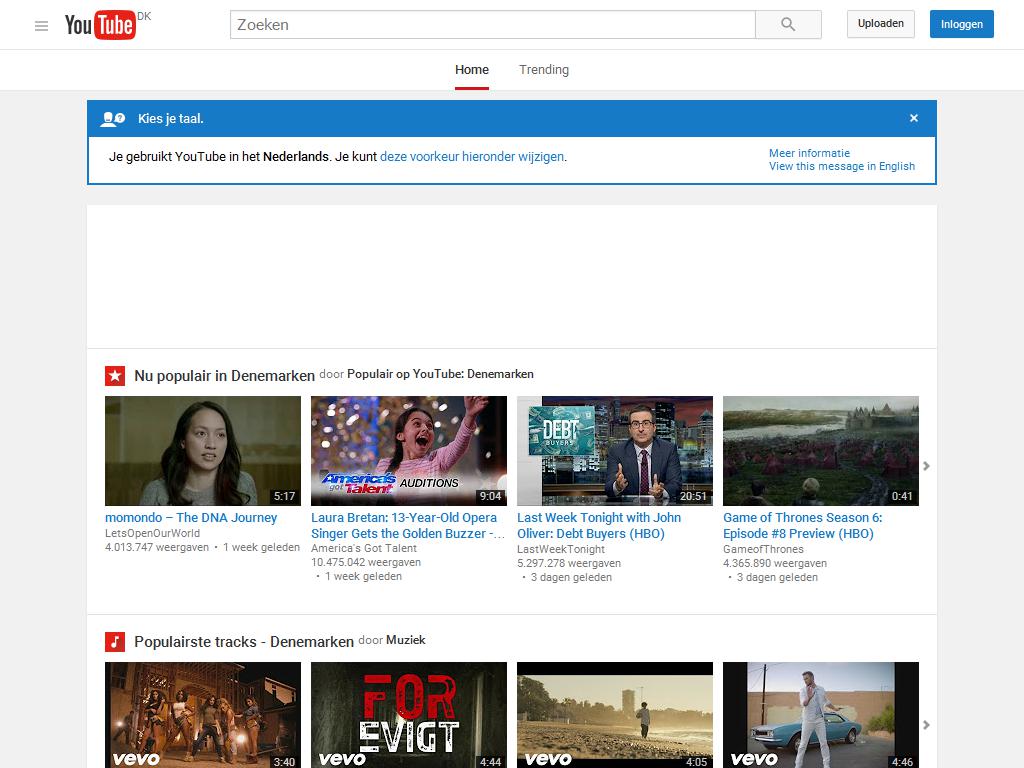 YouTube DK
Zoeken
Uploaden
Inloggen
Home
Trending
Kies je taal.
×
Je gebruikt YouTube in het Nederlands. Je kunt deze voorkeur hieronder wijzigen.
Meer informatie
View this message in English
Nu populair in Denemarken door Populair op YouTube: Denemarken
America's got Talent AUDITIONS
DEBT
BUYERS
5:17
9:04
20:51
0:41
momondo – The DNA Journey
LetsOpenOurWorld
4.013.747 weergaven • 1 week geleden
Laura Bretan: 13-Year-Old Opera
Singer Gets the Golden Buzzer -...
America's Got Talent
10.475.042 weergaven
• 1 week geleden
Last Week Tonight with John
Oliver: Debt Buyers (HBO)
LastWeekTonight
5.297.278 weergaven
• 3 dagen geleden
Game of Thrones Season 6:
Episode #8 Preview (HBO)
GameofThrones
4.365.890 weergaven
• 3 dagen geleden
Populairste tracks - Denemarken door Muziek
vevo
3:40
FOR
EVIGT
vevo
4:44
vevo
4:05
vevo
4:46